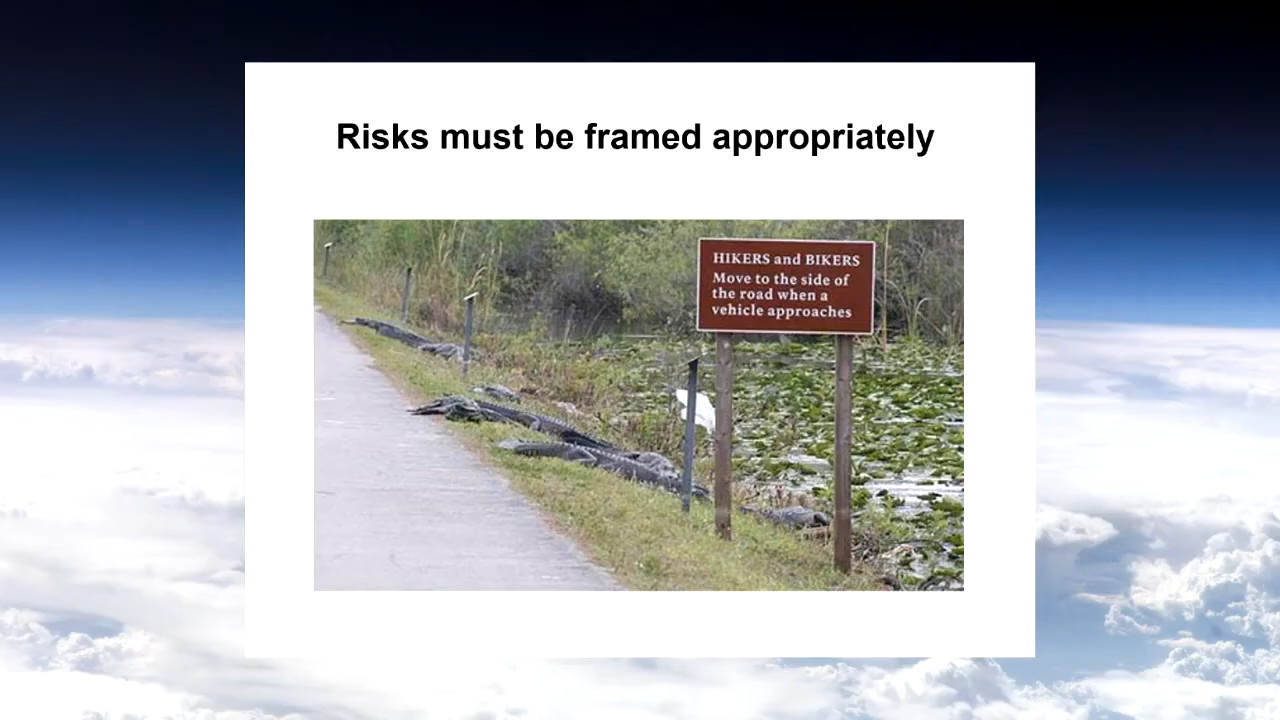 Risks must be framed appropriately
HIKERS and BIKERS
Move to the side of
the road when a
vehicle approaches